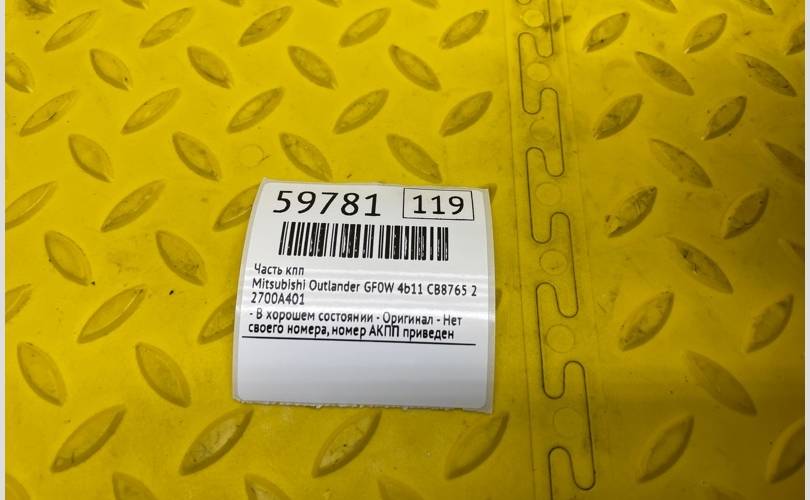 59781 119
Часть кпп
Mitsubishi Outlander GF0W 4b11 CB8765 2
2700A401
- В хорошем состоянии - Оригинал - Нет
своего номера, номер АКПП приведен